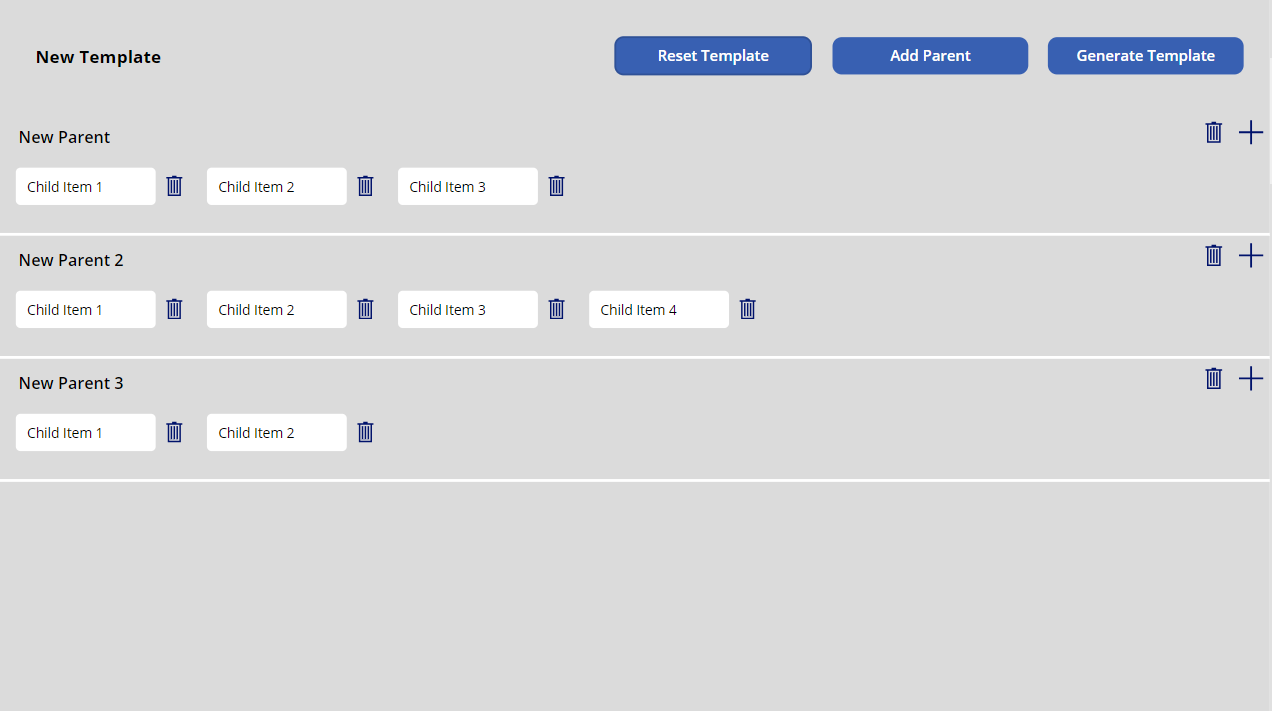 New Template
Reset Template
Add Parent
Generate Template
New Parent
Child Item 1
Child Item 2
Child Item 3
New Parent 2
Child Item 1
Child Item 2
Child Item 3
Child Item 4
New Parent 3
Child Item 1
Child Item 2